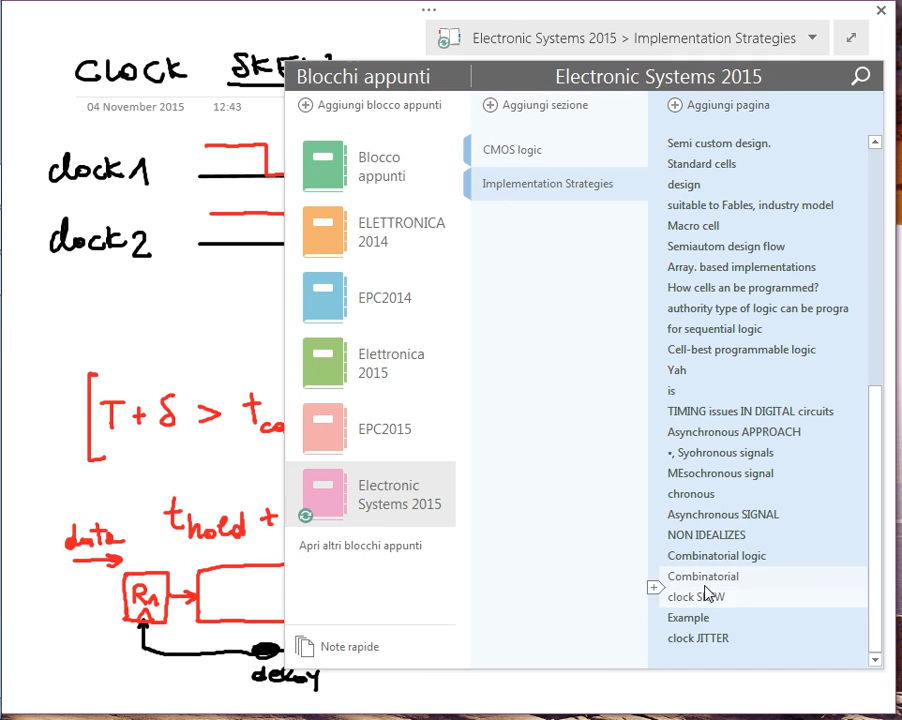 Electronic Systems 2015 > Implementation Strategies
CLOCK
04 November 2015 12:43
clock1
clock2
[T + δ > t
data
thold +
R1
delay
Blocchi appunti
Aggiungi blocco appunti
Blocco appunti
ELETTRONICA 2014
EPC2014
Elettronica 2015
EPC2015
Electronic Systems 2015
Apri altri blocchi appunti
Note rapide
Electronic Systems 2015
Aggiungi sezione
CMOS logic
Implementation Strategies
Aggiungi pagina
Semi custom design.
Standard cells
design
suitable to Fables, industry model
Macro cell
Semiautom design flow
Array. based implementations
How cells an be programmed?
authority type of logic can be progra
for sequential logic
Cell-best programmable logic
Yah
is
TIMING issues IN DIGITAL circuits
Asynchronous APPROACH
•, Syohronous signals
MEsochronous signal
chronous
Asynchronous SIGNAL
NON IDEALIZES
Combinatorial logic
Combinatorial
clock SKEW
Example
clock JITTER